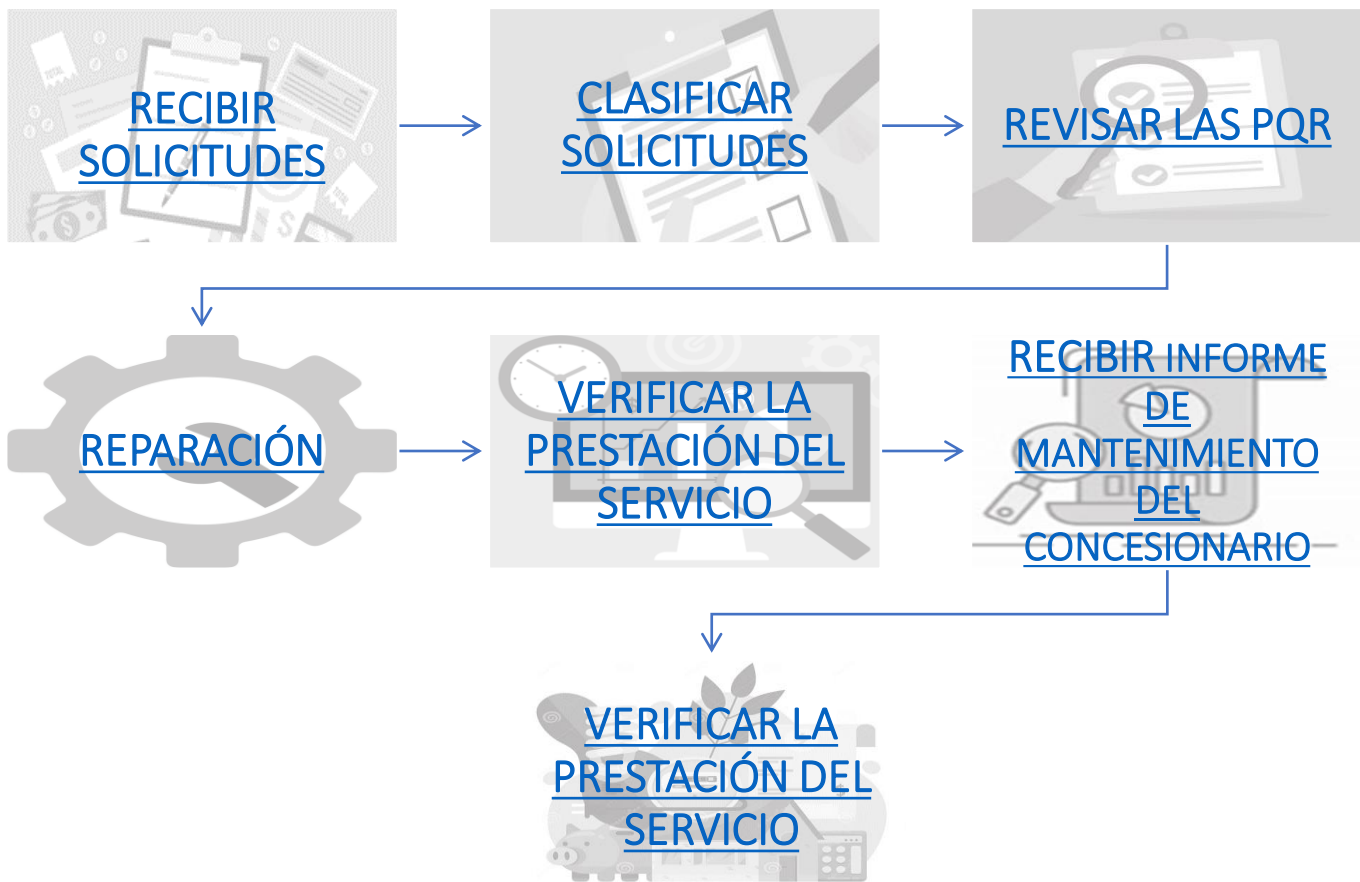 RECIBIR
SOLICITUDES
CLASIFICAR
SOLICITUDES
REVISAR LAS PQR
REPARACIÓN
VERIFICAR LA
PRESTACIÓN DEL
SERVICIO
RECIBIR INFORME
DE
MANTENIMIENTO
DEL
CONCESIONARIO
VERIFICAR LA
PRESTACIÓN DEL
SERVICIO